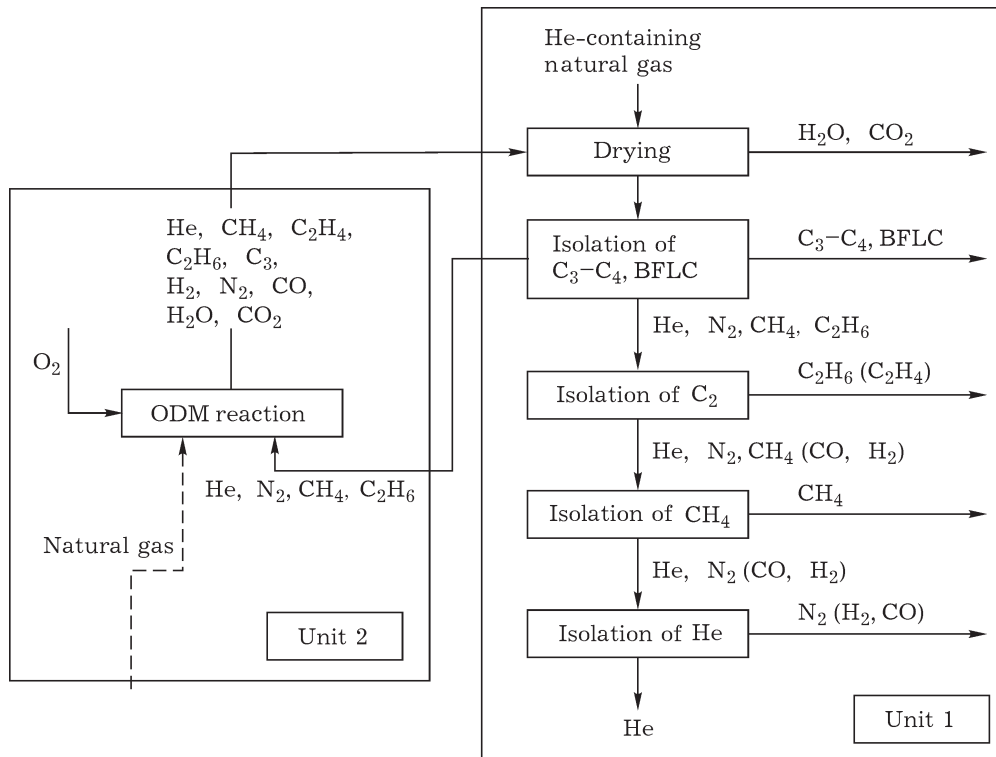 He-containing
natural gas
Drying
H₂O, CO₂
Isolation of
C₃–C₄, BFLC
C₃–C₄, BFLC
He, N₂, CH₄, C₂H₆
Isolation of C₂
C₂H₆ (C₂H₄)
He, N₂, CH₄ (CO, H₂)
Isolation of CH₄
CH₄
He, N₂ (CO, H₂)
Isolation of He
N₂ (H₂, CO)
He
Unit 1
He, CH₄, C₂H₄,
C₂H₆, C₃,
H₂, N₂, CO,
H₂O, CO₂
O₂
ODM reaction
He, N₂, CH₄, C₂H₆
Natural gas
Unit 2